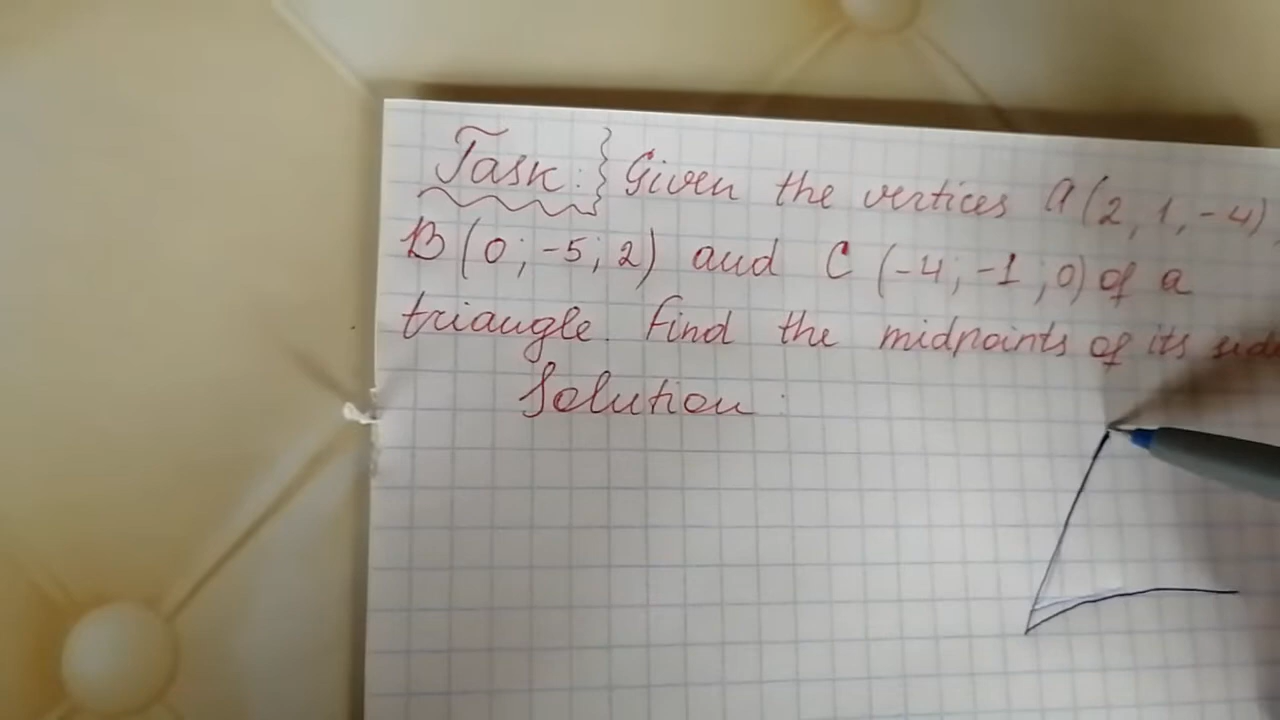 Task: } Given the vertices A(2, 1, -4),
B(0; -5; 2) and C (-4; -1; 0) of a
triangle. Find the midpoints of its
Solution: